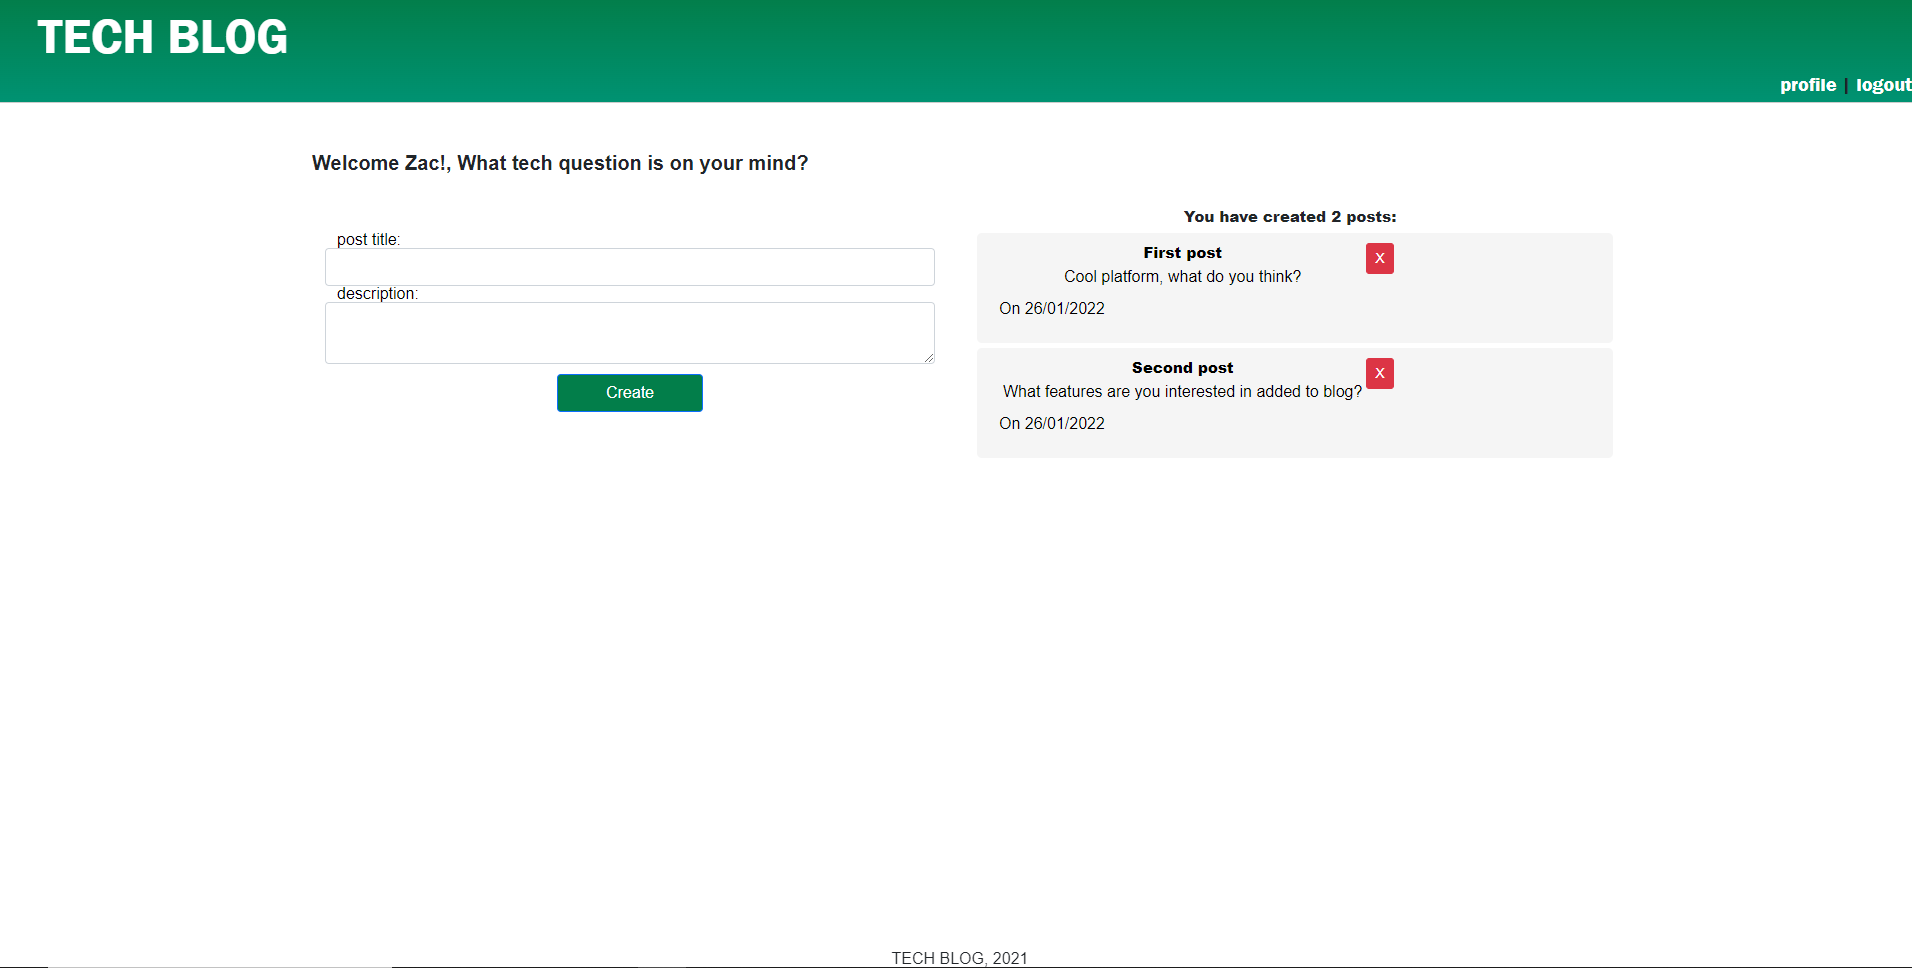 TECH BLOG
profile | logout
Welcome Zac!, What tech question is on your mind?
post title:
description:
Create
You have created 2 posts:
First post
X
Cool platform, what do you think?
On 26/01/2022
Second post
X
What features are you interested in added to blog?
On 26/01/2022
TECH BLOG, 2021